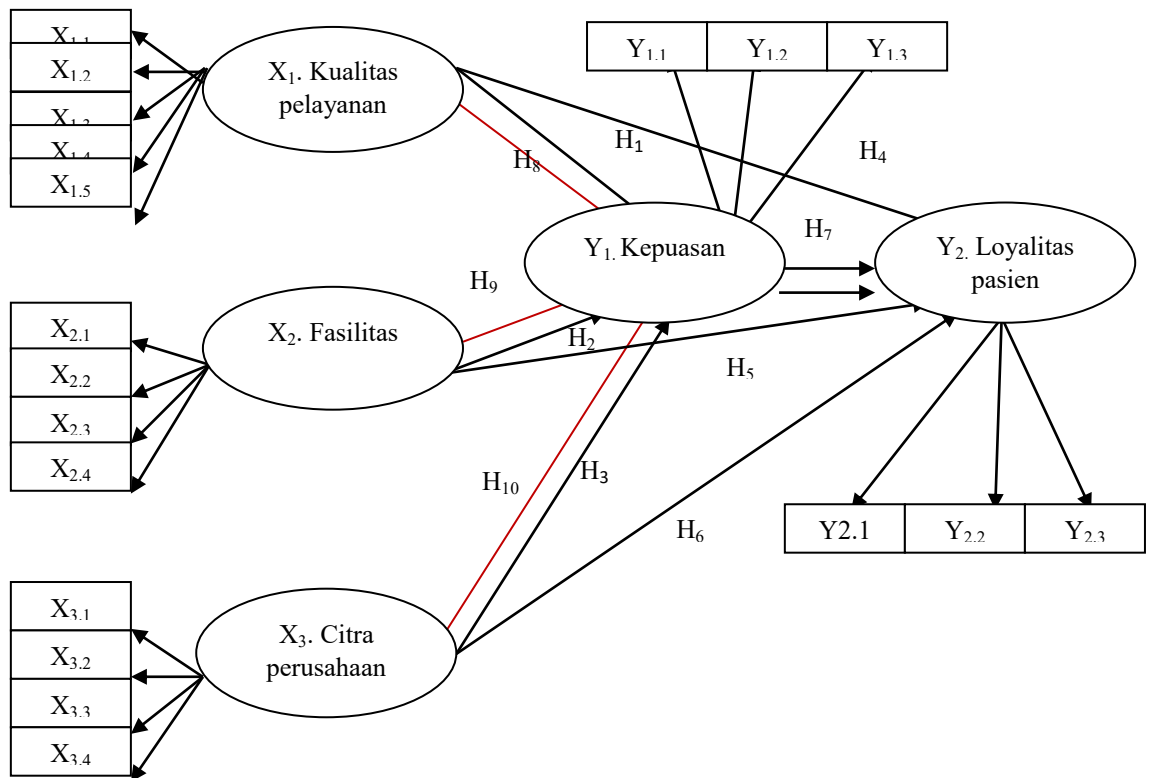 X1.1
X1.2
X1.3
X1.4
X1.5
X1. Kualitas
pelayanan
Y1.1 Y1.2 Y1.3
H1
H4
H8
Y1. Kepuasan
H7
Y2. Loyalitas
pasien
H9
X2.1
X2.2
X2.3
X2.4
X2. Fasilitas
H2
H5
H10
H3
H6
Y2.1 Y2.2 Y2.3
X3.1
X3.2
X3.3
X3.4
X3. Citra
perusahaan